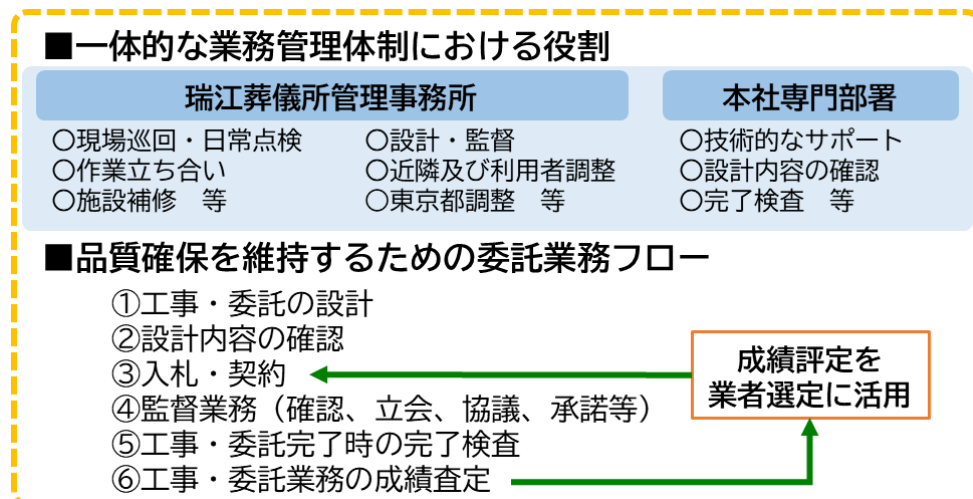 ■一体的な業務管理体制における役割
瑞江葬儀所管理事務所
○現場巡回・日常点検
○作業立ち合い
○施設補修　等
○設計・監督
○近隣及び利用者調整
○東京都調整　等
本社専門部署
○技術的なサポート
○設計内容の確認
○完了検査　等
■品質確保を維持するための委託業務フロー
①工事・委託の設計
②設計内容の確認
③入札・契約
④監督業務（確認、立会、協議、承諾等）
⑤工事・委託完了時の完了検査
⑥工事・委託業務の成績査定
成績評定を
業者選定に活用